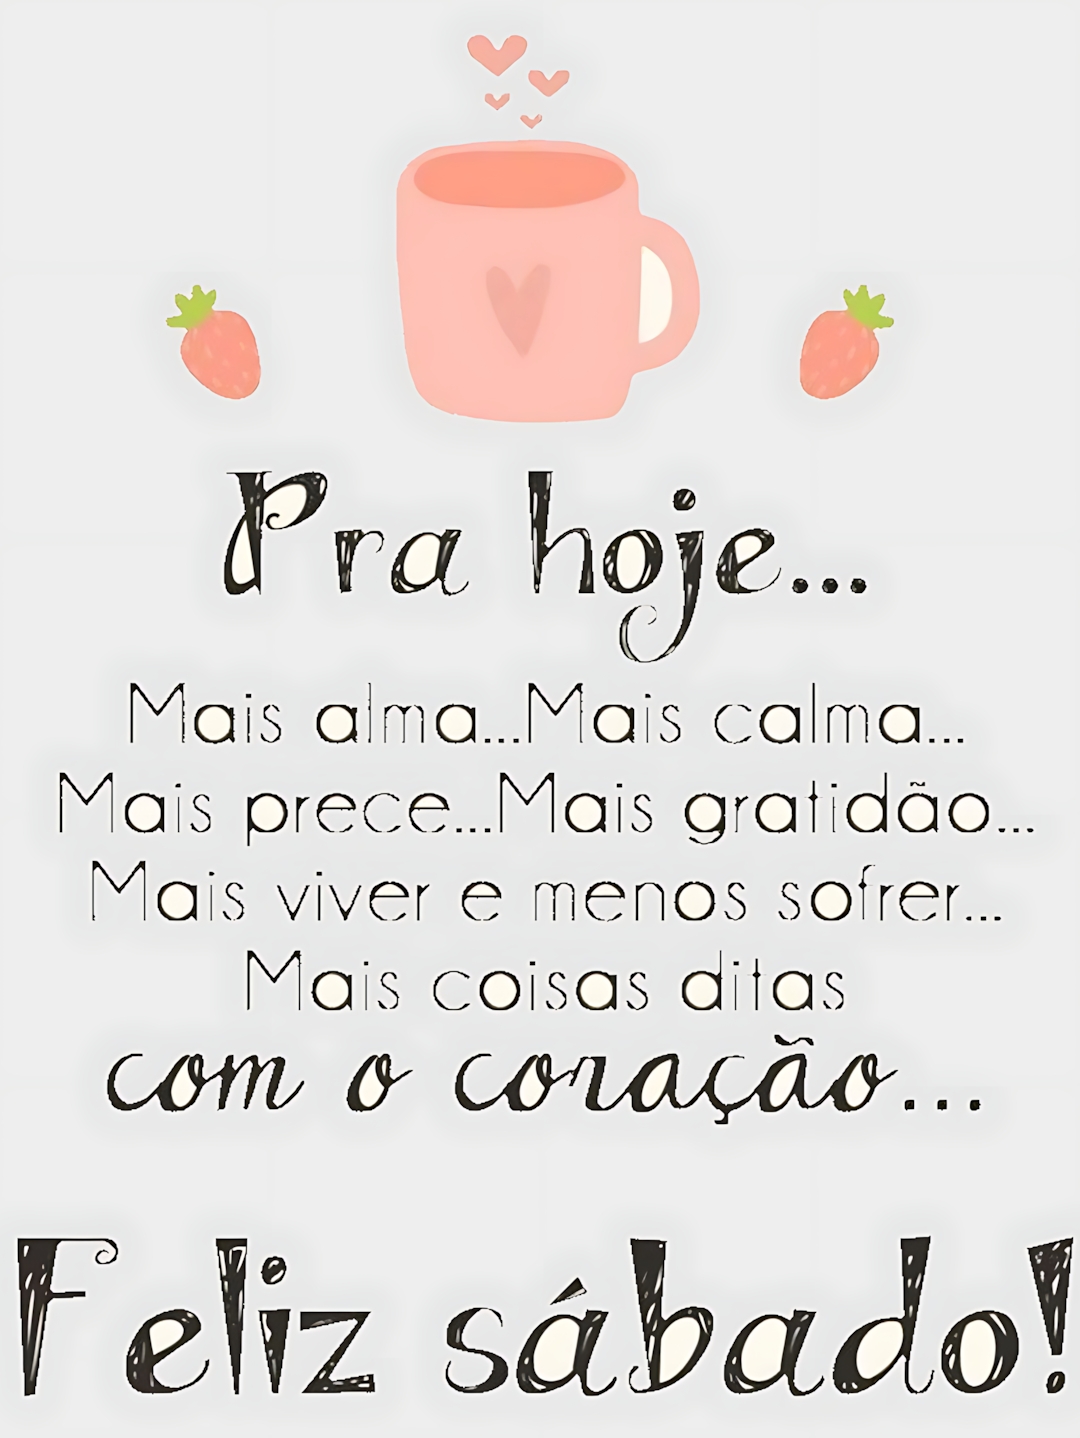 Pra hoje...
Mais alma...Mais calma...
Mais prece...Mais gratidão...
Mais viver e menos sofrer...
Mais coisas ditas
com o coração...
Feliz sábado!